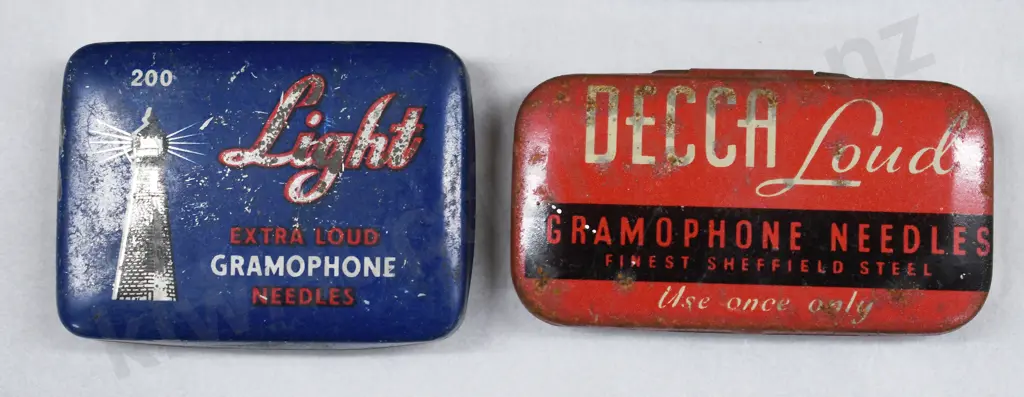 200
Light
EXTRA LOUD
GRAMOPHONE
NEEDLES
DECCA Loud
GRAMOPHONE NEEDLES
FINEST SHEFFIELD STEEL
Use once only